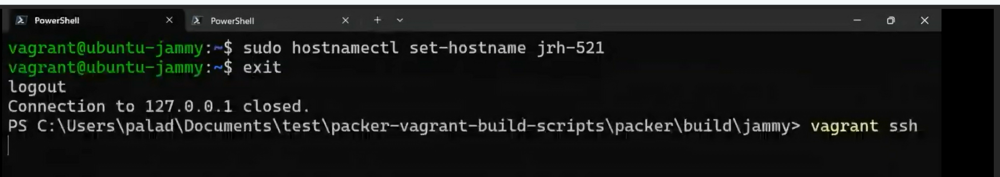 PowerShell PowerShell
vagrant@ubuntu-jammy:~$ sudo hostnamectl set-hostname jrh-521
vagrant@ubuntu-jammy:~$ exit
logout
Connection to 127.0.0.1 closed.
PS C:\Users\palad\Documents\test\packer-vagrant-build-scripts\packer\build\jammy> vagrant ssh